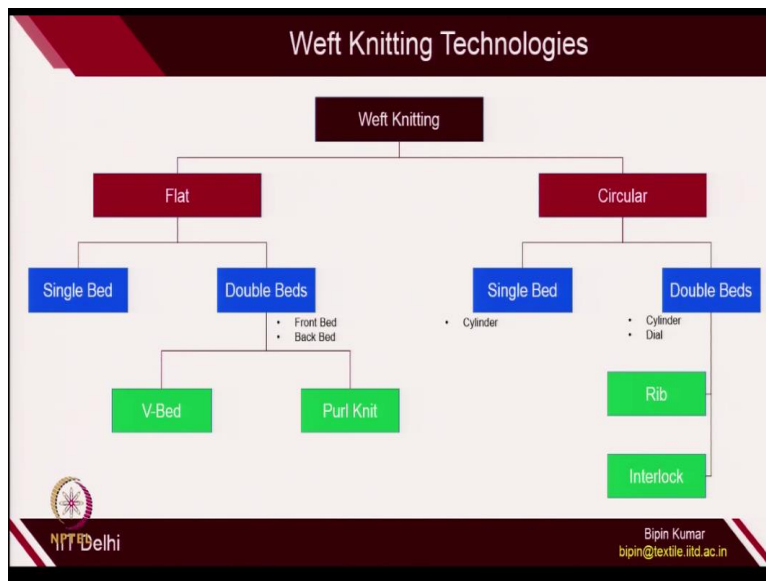 Weft Knitting Technologies
Weft Knitting
Flat
Circular
Single Bed
Double Beds
Single Bed
Double Beds
• Front Bed
• Back Bed
• Cylinder
• Cylinder
• Dial
V-Bed
Purl Knit
Rib
Interlock
NPTEL
IIT Delhi
Bipin Kumar
bipin@textile.iitd.ac.in